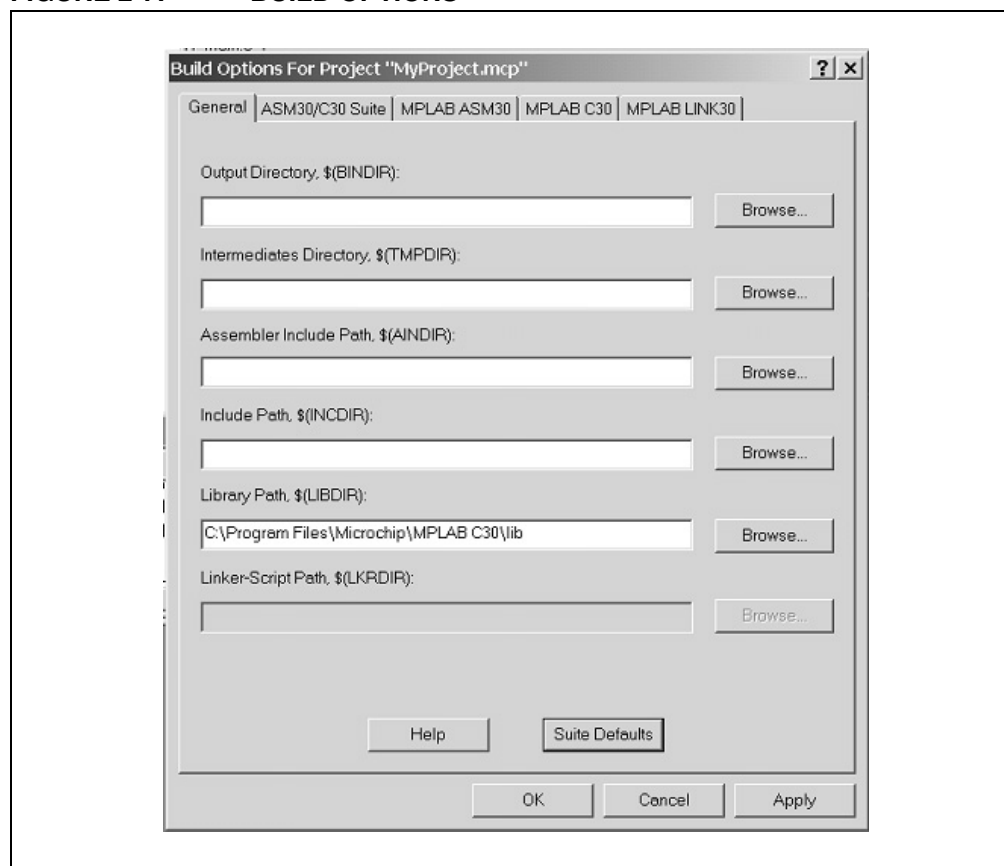 BUILD OPTIONS
Build Options For Project "MyProject.mcp"
General ASM30/C30 Suite MPLAB ASM30 MPLAB C30 MPLAB LINK30
Output Directory, $(BINDIR):
Browse...
Intermediates Directory, $(TMPDIR):
Browse...
Assembler Include Path, $(AINDIR):
Browse...
Include Path, $(INCDIR):
Browse...
Library Path, $(LIBDIR):
C:\Program Files\Microchip\MPLAB C30\lib Browse...
Linker-Script Path, $(LKRDIR):
Browse...
Help Suite Defaults
OK Cancel Apply